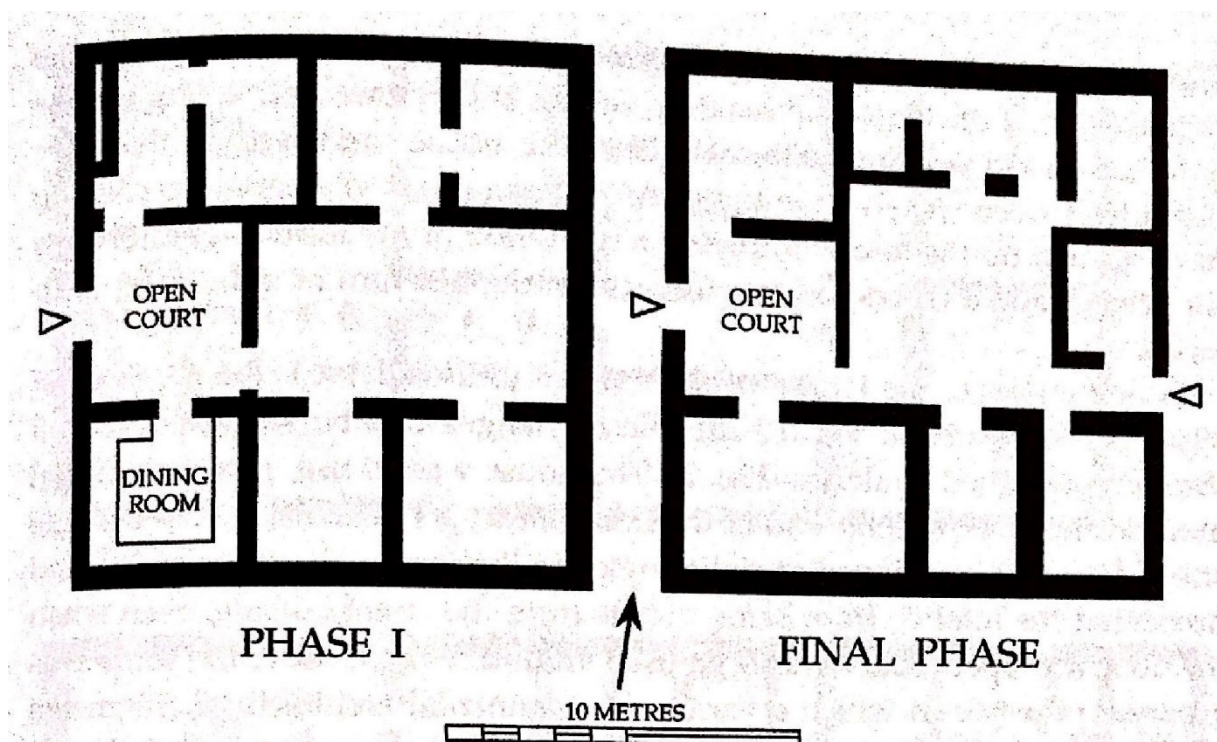 OPEN
COURT
DINING
ROOM
PHASE I
OPEN
COURT
FINAL PHASE
10 METRES